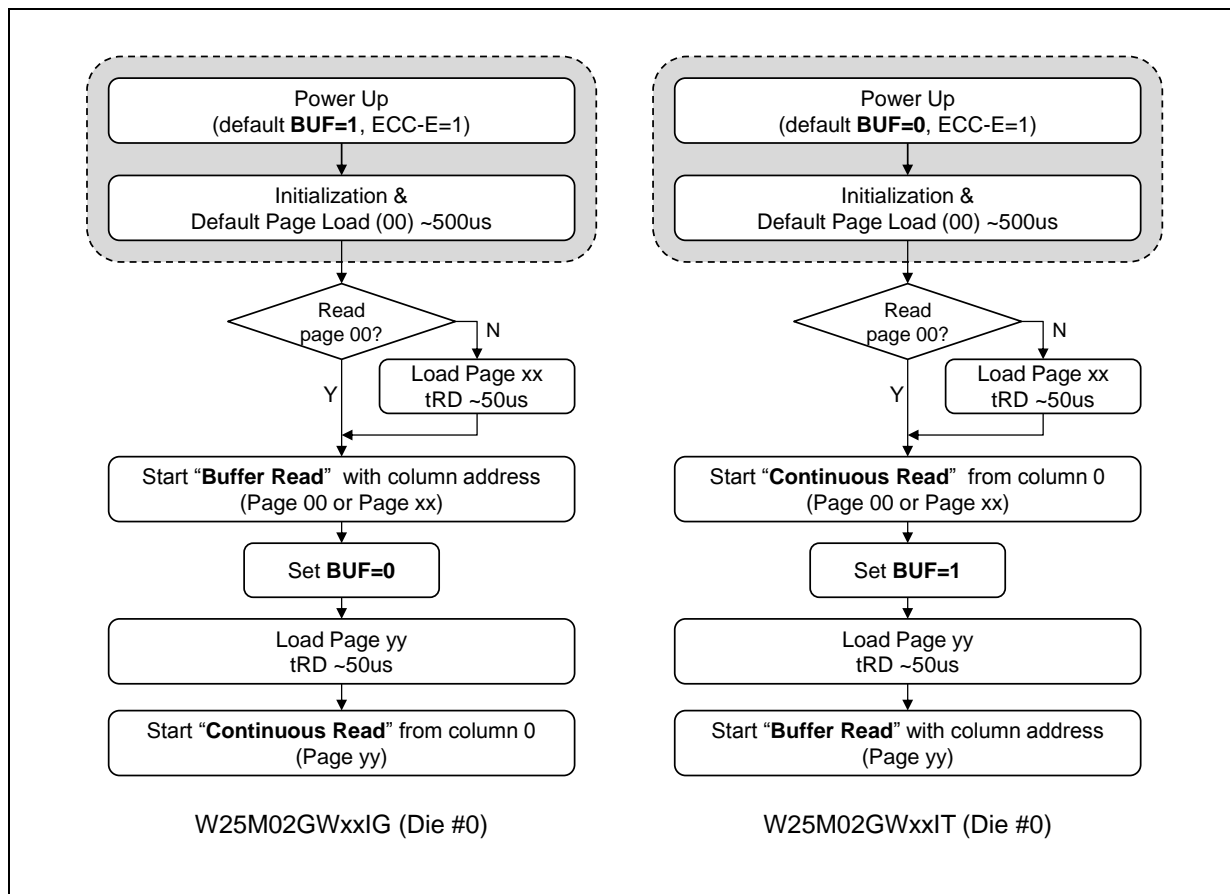 Power Up
(default BUF=1, ECC-E=1)
Initialization &
Default Page Load (00) ~500us
Read
page 00?
N
Y
Load Page xx
tRD ~50us
Start “Buffer Read”  with column address
(Page 00 or Page xx)
Set BUF=0
Load Page yy
tRD ~50us
Start “Continuous Read” from column 0
(Page yy)
W25M02GWxxIG (Die #0)
Power Up
(default BUF=0, ECC-E=1)
Initialization &
Default Page Load (00) ~500us
Read
page 00?
N
Y
Load Page xx
tRD ~50us
Start “Continuous Read”  from column 0
(Page 00 or Page xx)
Set BUF=1
Load Page yy
tRD ~50us
Start “Buffer Read” with column address
(Page yy)
W25M02GWxxIT (Die #0)